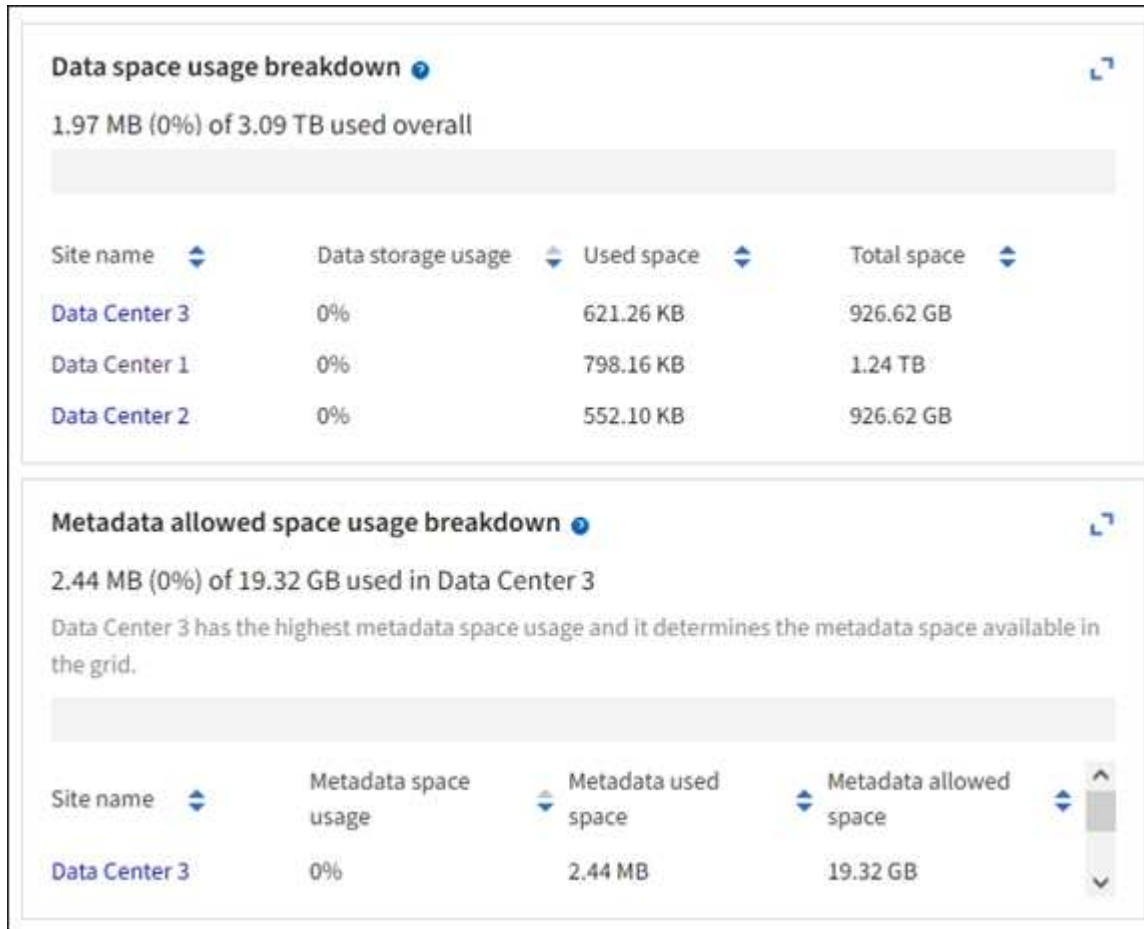 Data space usage breakdown
1.97 MB (0%) of 3.09 TB used overall
Site name Data storage usage Used space Total space
Data Center 3 0% 621.26 KB 926.62 GB
Data Center 1 0% 798.16 KB 1.24 TB
Data Center 2 0% 552.10 KB 926.62 GB
Metadata allowed space usage breakdown
2.44 MB (0%) of 19.32 GB used in Data Center 3
Data Center 3 has the highest metadata space usage and it determines the metadata space available in
the grid.
Site name Metadata space usage Metadata used space Metadata allowed space
Data Center 3 0% 2.44 MB 19.32 GB